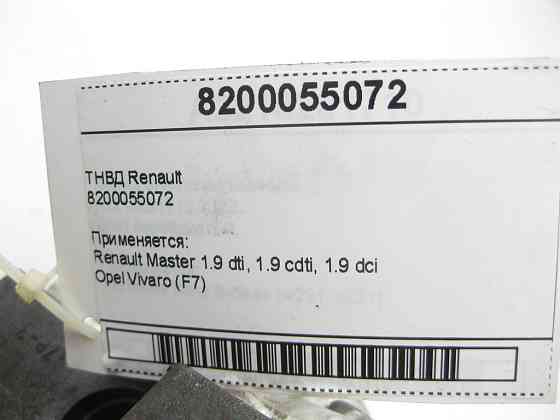 8200055072
ТНВД Renault
8200055072
Применяется:
Renault Master 1.9 dti, 1.9 cdti, 1.9 dci
Opel Vivaro (F7)